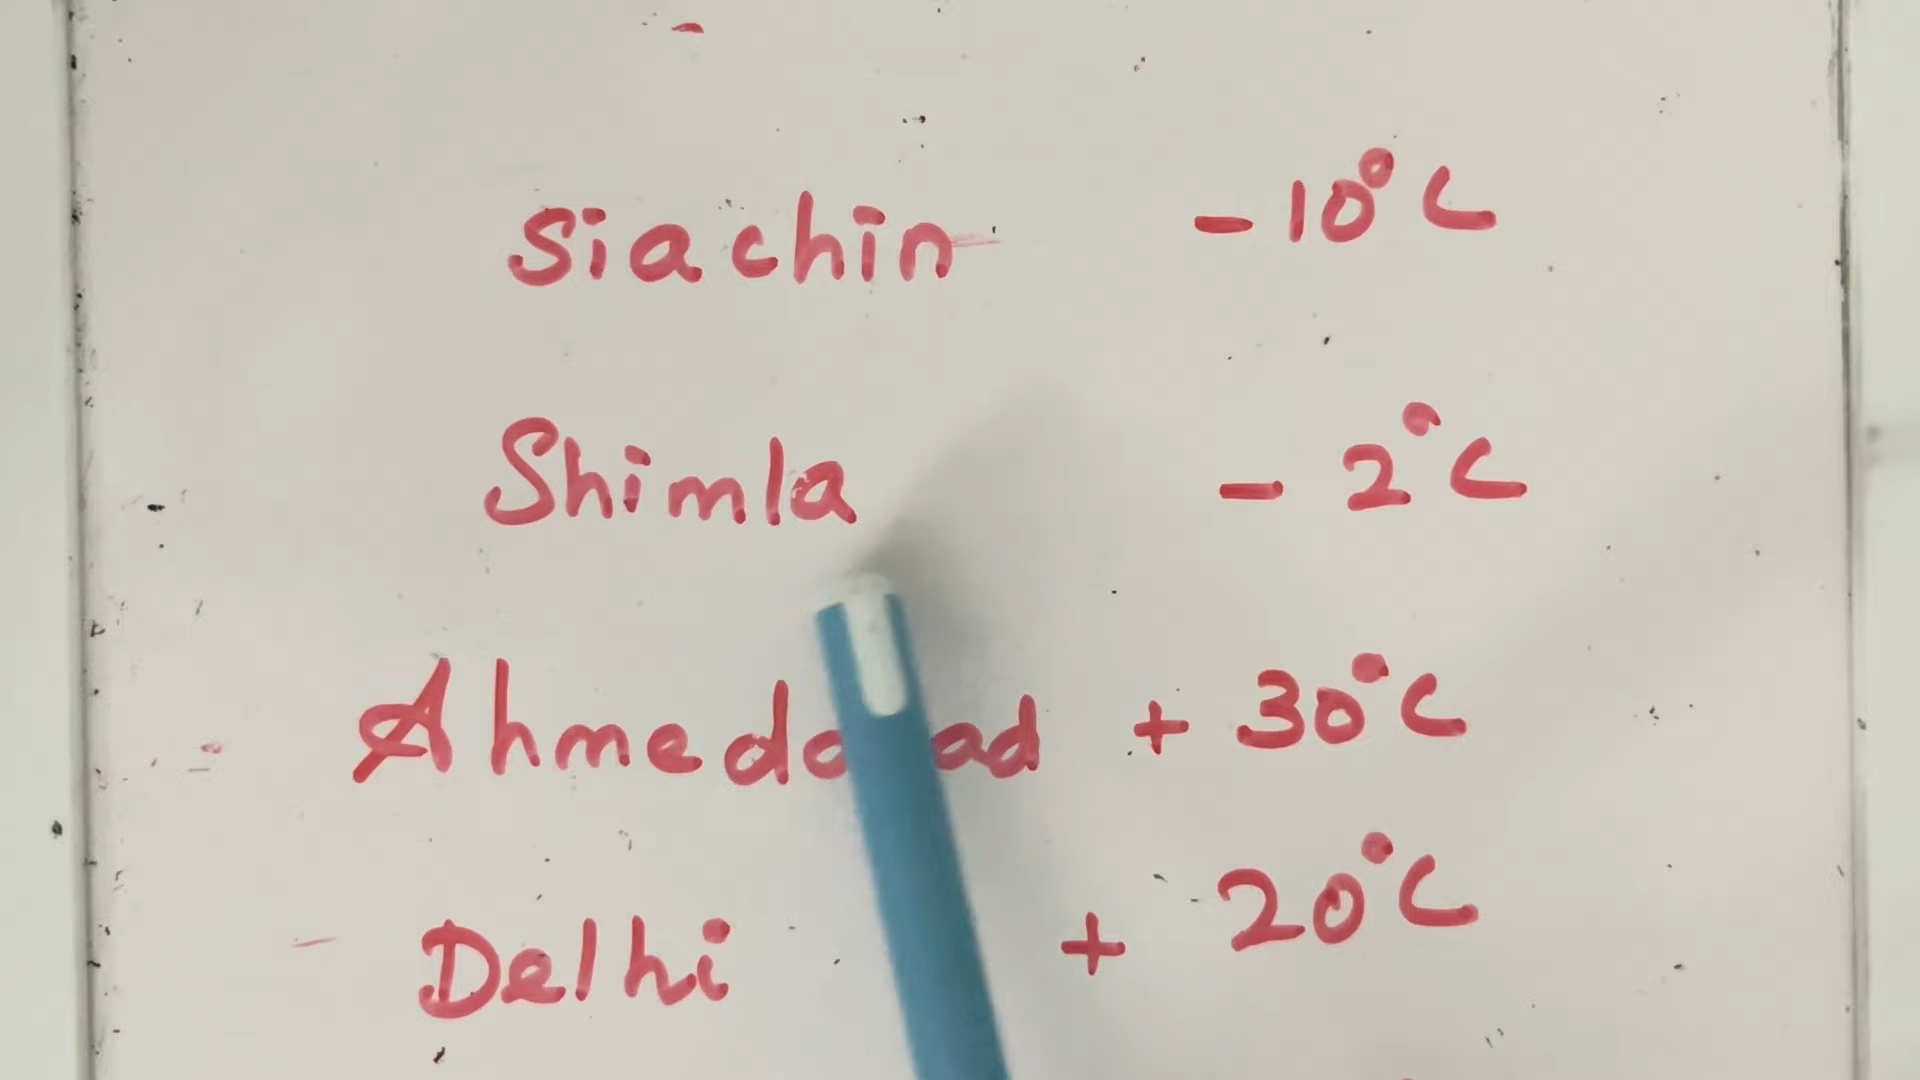 Siachin - 10°C
Shimla - 2°C
+ 30°C
Delhi + 20°C